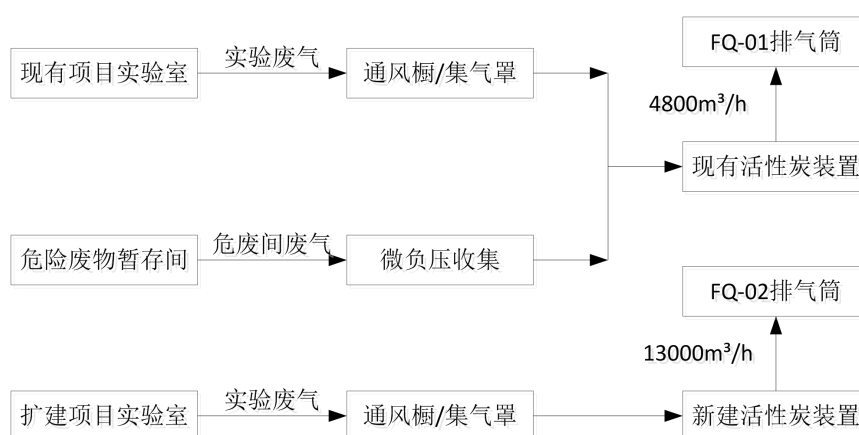 FQ-01排气筒
实验废气
现有项目实验室
通风橱/集气罩
4800m³/h
现有活性炭装置
危废间废气
危险废物暂存间
微负压收集
FQ-02排气筒
13000m³/h
实验废气
扩建项目实验室
通风橱/集气罩
新建活性炭装置